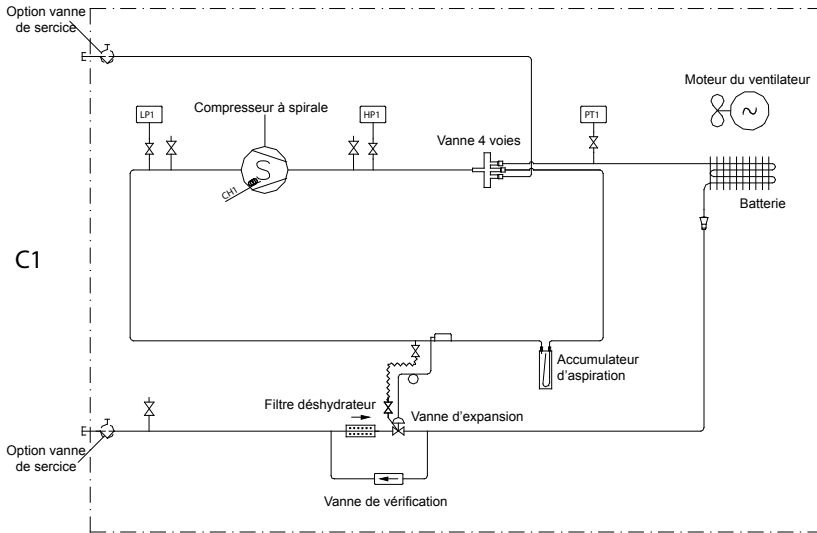 Option vanne
de sercice
Moteur du ventilateur
Compresseur à spirale
LP1
HP1
PT1
Vanne 4 voies
S
CH1
Batterie
C1
Accumulateur
d'aspiration
Filtre déshydrateur
Vanne d'expansion
Option vanne
de sercice
Vanne de vérification